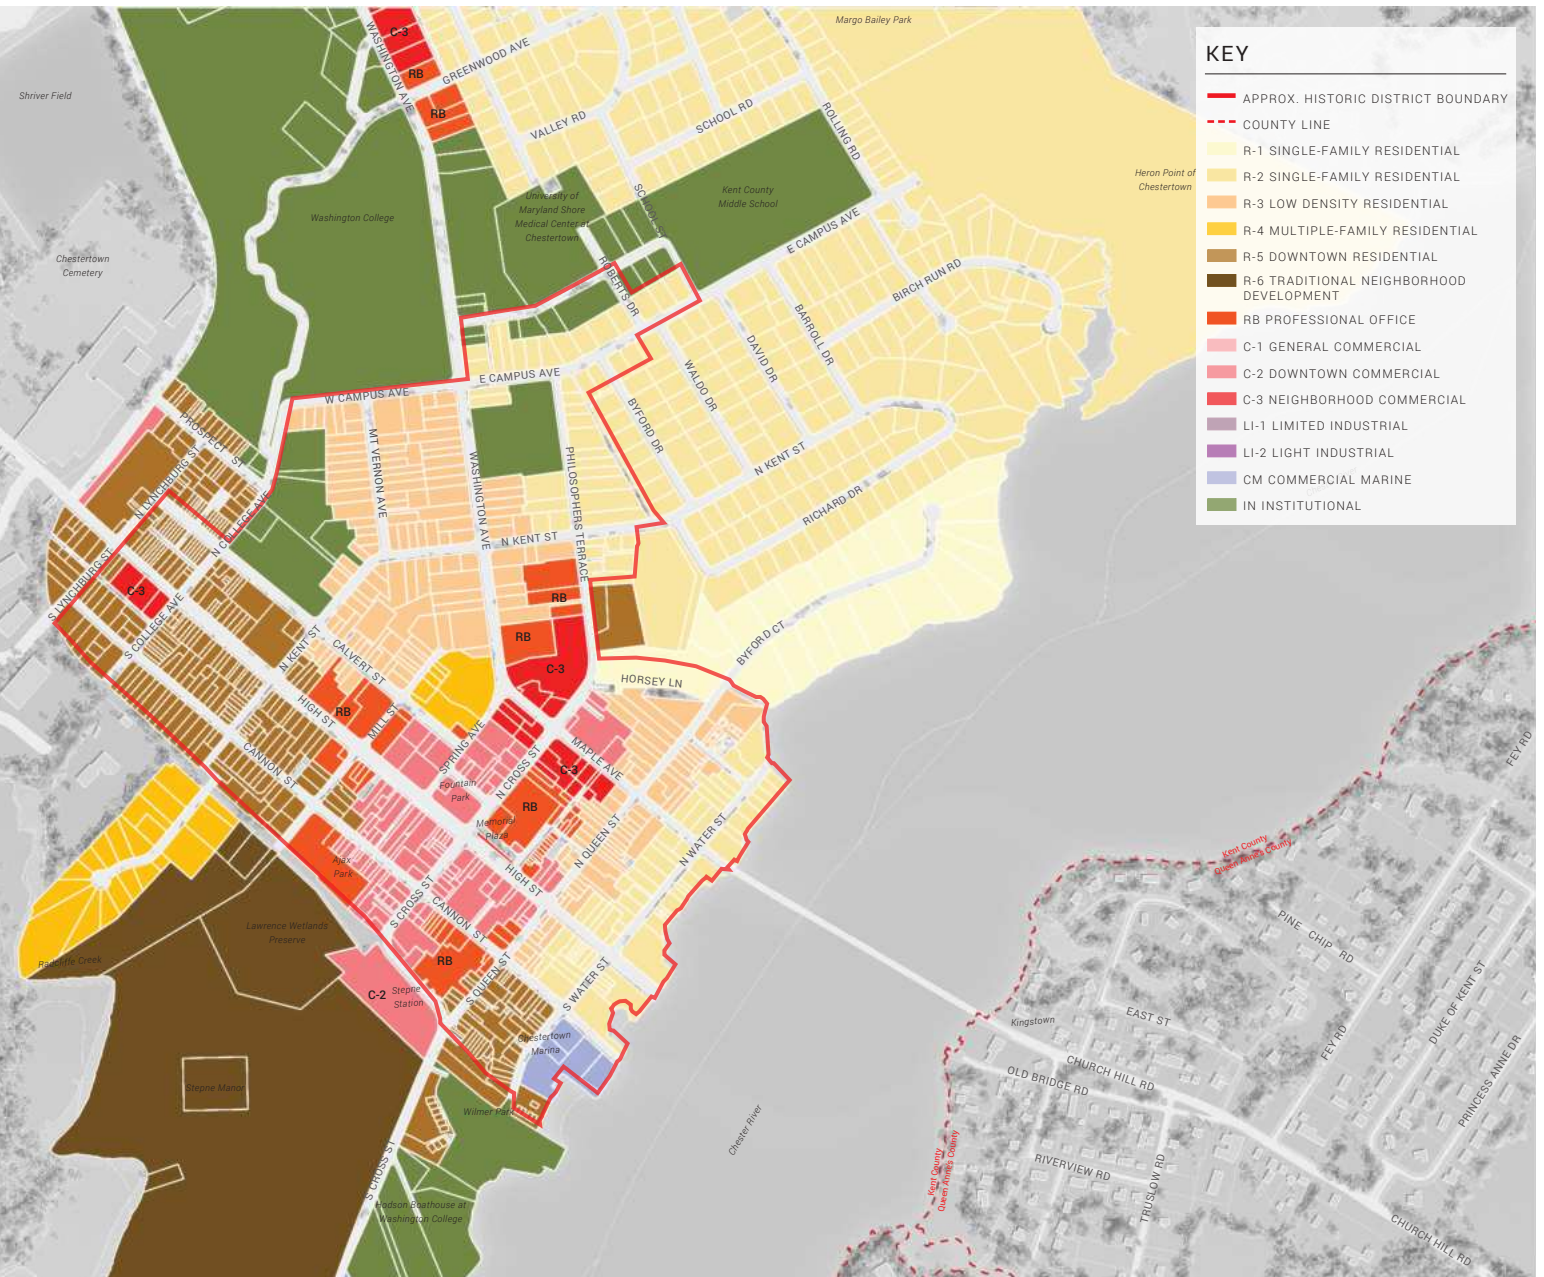 KEY
APPROX. HISTORIC DISTRICT BOUNDARY
COUNTY LINE
R-1 SINGLE-FAMILY RESIDENTIAL
R-2 SINGLE-FAMILY RESIDENTIAL
R-3 LOW DENSITY RESIDENTIAL
R-4 MULTIPLE-FAMILY RESIDENTIAL
R-5 DOWNTOWN RESIDENTIAL
R-6 TRADITIONAL NEIGHBORHOOD
DEVELOPMENT
RB PROFESSIONAL OFFICE
C-1 GENERAL COMMERCIAL
C-2 DOWNTOWN COMMERCIAL
C-3 NEIGHBORHOOD COMMERCIAL
LI-1 LIMITED INDUSTRIAL
LI-2 LIGHT INDUSTRIAL
CM COMMERCIAL MARINE
IN INSTITUTIONAL
Margo Bailey Park
C-3
WASHINGTON AVE
RB
GREENWOOD AVE
Shriver Field
RB
VALLEY RD
SCHOOL RD
ROLLING RD
Heron Point of
Chestertown
Kent County
Middle School
University of
Maryland Shore
Medical Center at
Chestertown
SCHOOL ST
Washington College
E CAMPUS AVE
Chestertown
Cemetery
ROBERTS DR
BIRCH RUN RD
BARROLL DR
DAVID DR
WALDO DR
E CAMPUS AVE
W CAMPUS AVE
BYFORD DR
PROSPECT ST
MT VERNON AVE
WASHINGTON AVE
PHILOSOPHERS TERRACE
N KENT ST
RICHARD DR
N LYNCHBURG ST
N COLLEGE AVE
N KENT ST
S LYNCHBURG ST
C-3
S COLLEGE AVE
RB
RB
C-3
N KENT ST
CALVERT ST
BYFORD CT
HORSEY LN
HIGH ST
RB
MILL ST
SPRING AVE
N CROSS ST
MAPLE AVE
C-3
CANNON ST
Fountain
Park
RB
Memorial
Plaza
N QUEEN ST
N WATER ST
Ajax
Park
HIGH ST
S CROSS ST
CANNON ST
Lawrence Wetlands
Preserve
Radcliffe Creek
RB
S QUEEN ST
S WATER ST
C-2
Stepne
Station
Chestertown
Marina
Stepne Manor
Wilmer Park
S CROSS ST
Hodson Boathouse at
Washington College
Chester River
Kent County
Queen Annes County
FEY RD
PINE CHIP RD
Kingstown
EAST ST
DUKE OF KENT ST
FEY RD
PRINCESS ANNE DR
CHURCH HILL RD
OLD BRIDGE RD
Kent County
Queen Annes County
RIVERVIEW RD
TRUSLOW RD
CHURCH HILL RD